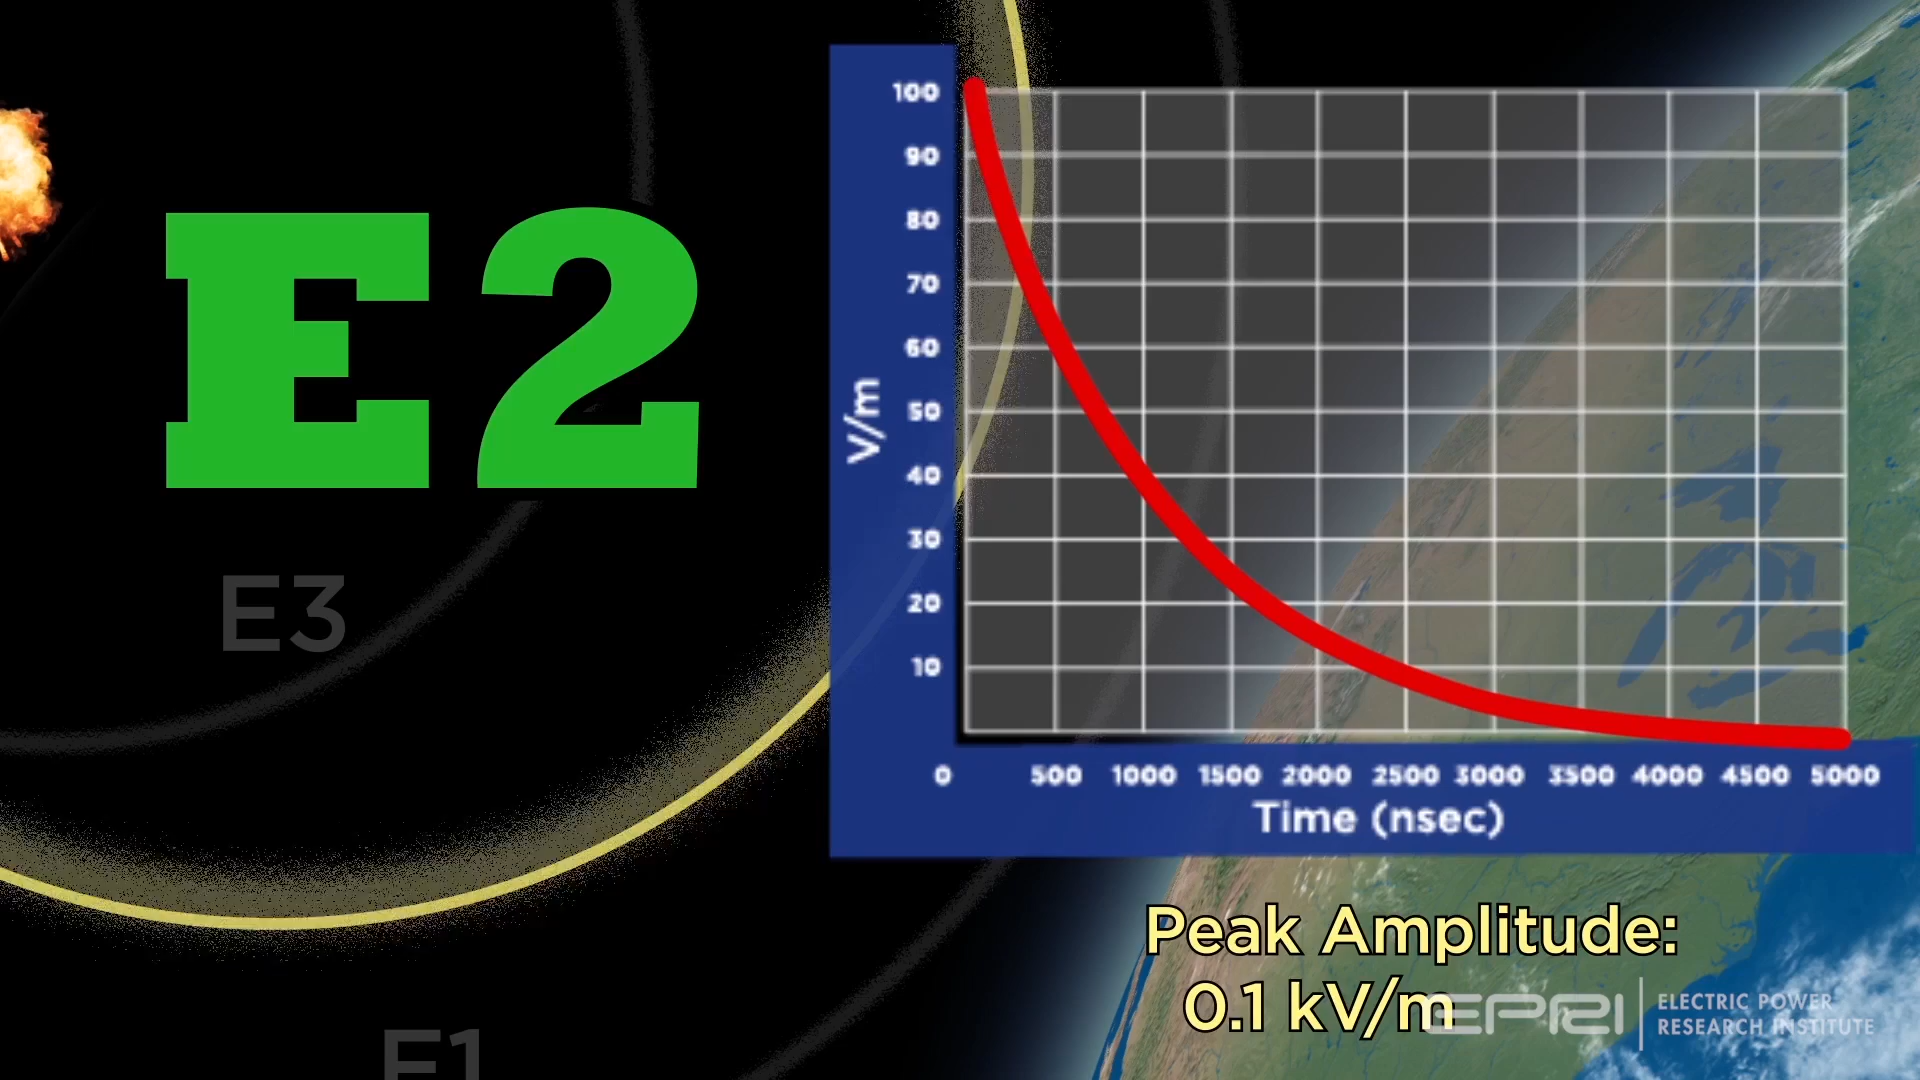 E2
E3
E1
V/m
100
90
80
70
60
50
40
30
20
10
0 500 1000 1500 2000 2500 3000 3500 4000 4500 5000
Time (nsec)
Peak Amplitude:
0.1 kV/m
EPRI
ELECTRIC POWER
RESEARCH INSTITUTE